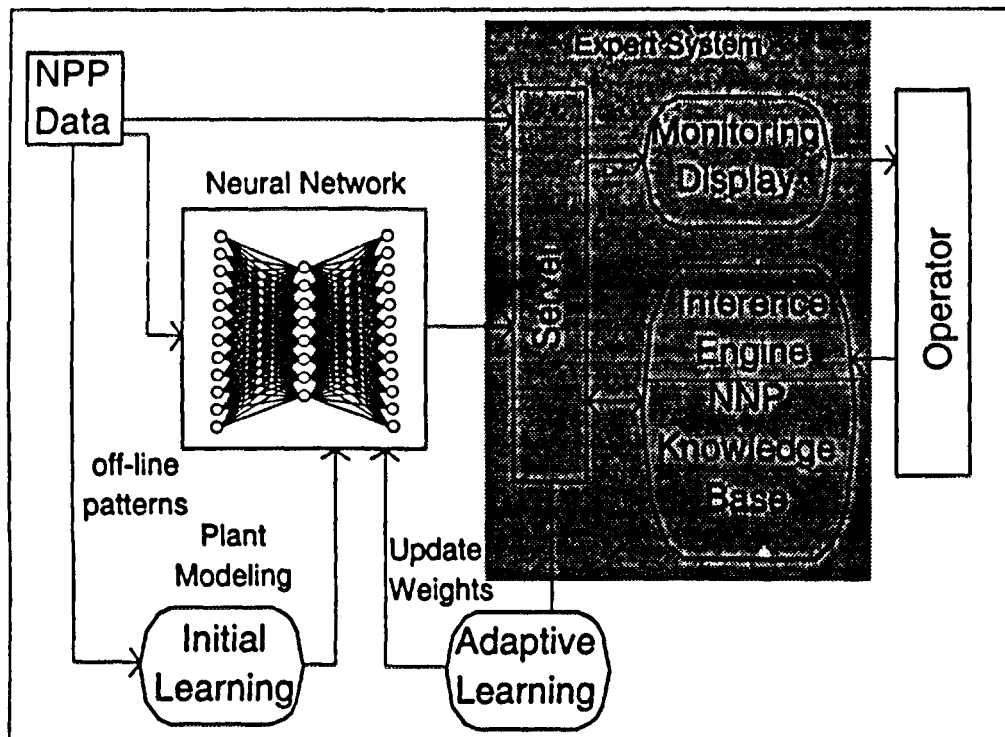 NPP
Data
Expert System
Monitoring
Display
Neural Network
Server
Inference
Engine
NNP
Knowledge
Base
Operator
off-line
patterns
Plant
Modeling
Update
Weights
Initial
Learning
Adaptive
Learning